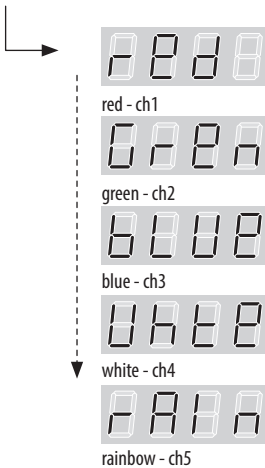 red
red - ch1
Gren
green - ch2
bLUe
blue - ch3
Uhte
white - ch4
rAIn
rainbow - ch5